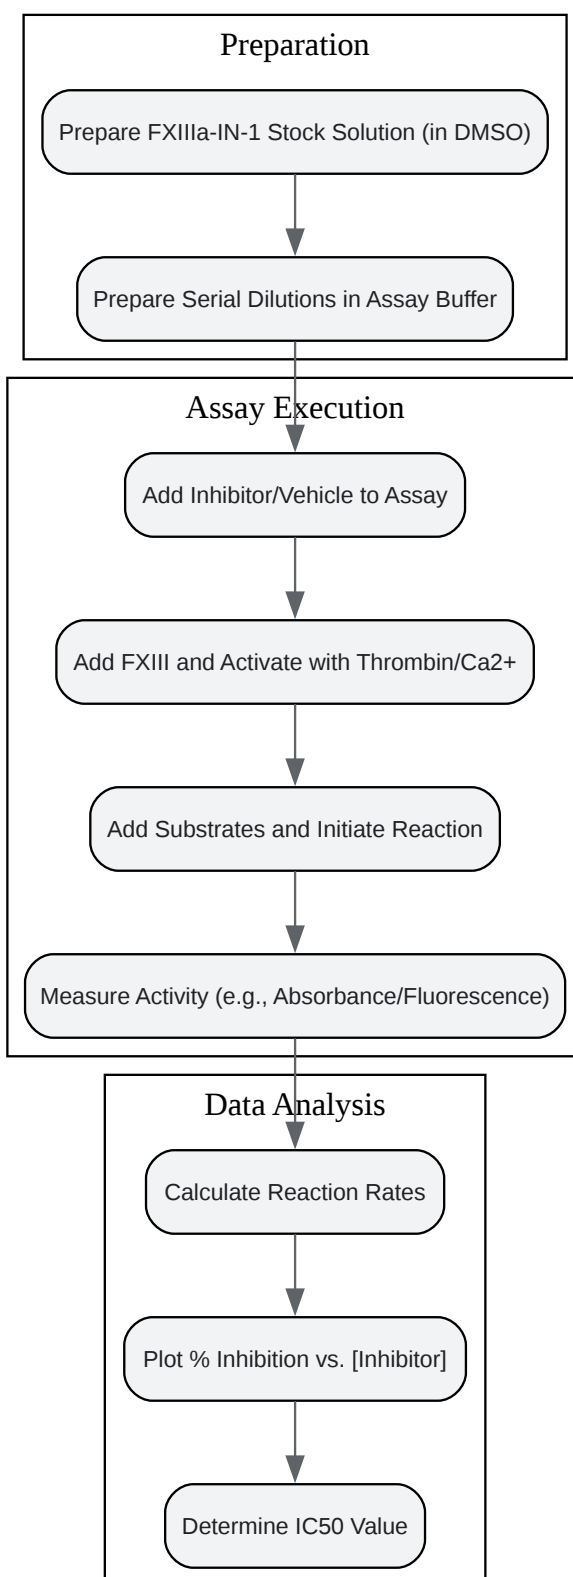 Preparation
Prepare FXIIIa-IN-1 Stock Solution (in DMSO)
Prepare Serial Dilutions in Assay Buffer
Assay Execution
Add Inhibitor/Vehicle to Assay
Add FXIII and Activate with Thrombin/Ca2+
Add Substrates and Initiate Reaction
Measure Activity (e.g., Absorbance/Fluorescence)
Data Analysis
Calculate Reaction Rates
Plot % Inhibition vs. [Inhibitor]
Determine IC50 Value